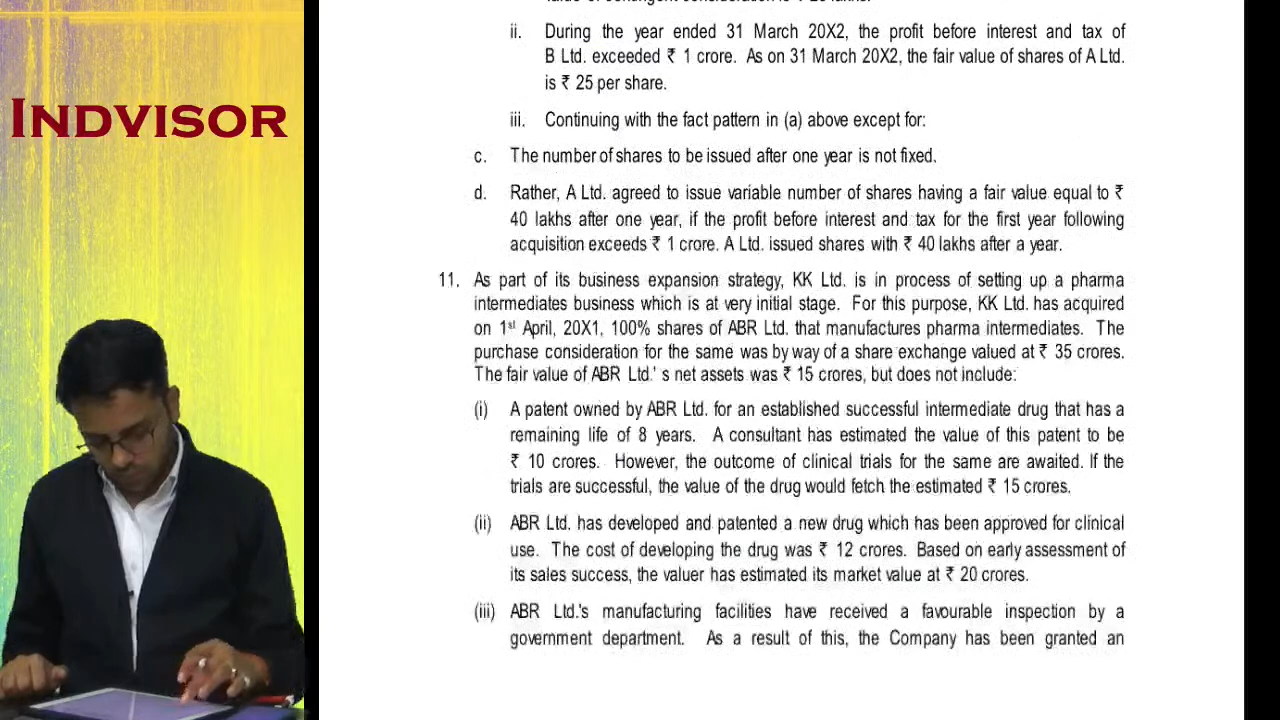 INDVISOR
ii. During the year ended 31 March 20X2, the profit before interest and tax of
B Ltd. exceeded ₹ 1 crore. As on 31 March 20X2, the fair value of shares of A Ltd.
is ₹ 25 per share.
iii. Continuing with the fact pattern in (a) above except for:
c. The number of shares to be issued after one year is not fixed.
d. Rather, A Ltd. agreed to issue variable number of shares having a fair value equal to ₹
40 lakhs after one year, if the profit before interest and tax for the first year following
acquisition exceeds ₹ 1 crore. A Ltd. issued shares with ₹ 40 lakhs after a year.
11. As part of its business expansion strategy, KK Ltd. is in process of setting up a pharma
intermediates business which is at very initial stage. For this purpose, KK Ltd. has acquired
on 1st April, 20X1, 100% shares of ABR Ltd. that manufactures pharma intermediates. The
purchase consideration for the same was by way of a share exchange valued at ₹ 35 crores.
The fair value of ABR Ltd.' s net assets was ₹ 15 crores, but does not include:
(i) A patent owned by ABR Ltd. for an established successful intermediate drug that has a
remaining life of 8 years. A consultant has estimated the value of this patent to be
₹ 10 crores. However, the outcome of clinical trials for the same are awaited. If the
trials are successful, the value of the drug would fetch the estimated ₹ 15 crores.
(ii) ABR Ltd. has developed and patented a new drug which has been approved for clinical
use. The cost of developing the drug was ₹ 12 crores. Based on early assessment of
its sales success, the valuer has estimated its market value at ₹ 20 crores.
(iii) ABR Ltd.'s manufacturing facilities have received a favourable inspection by a
government department. As a result of this, the Company has been granted an